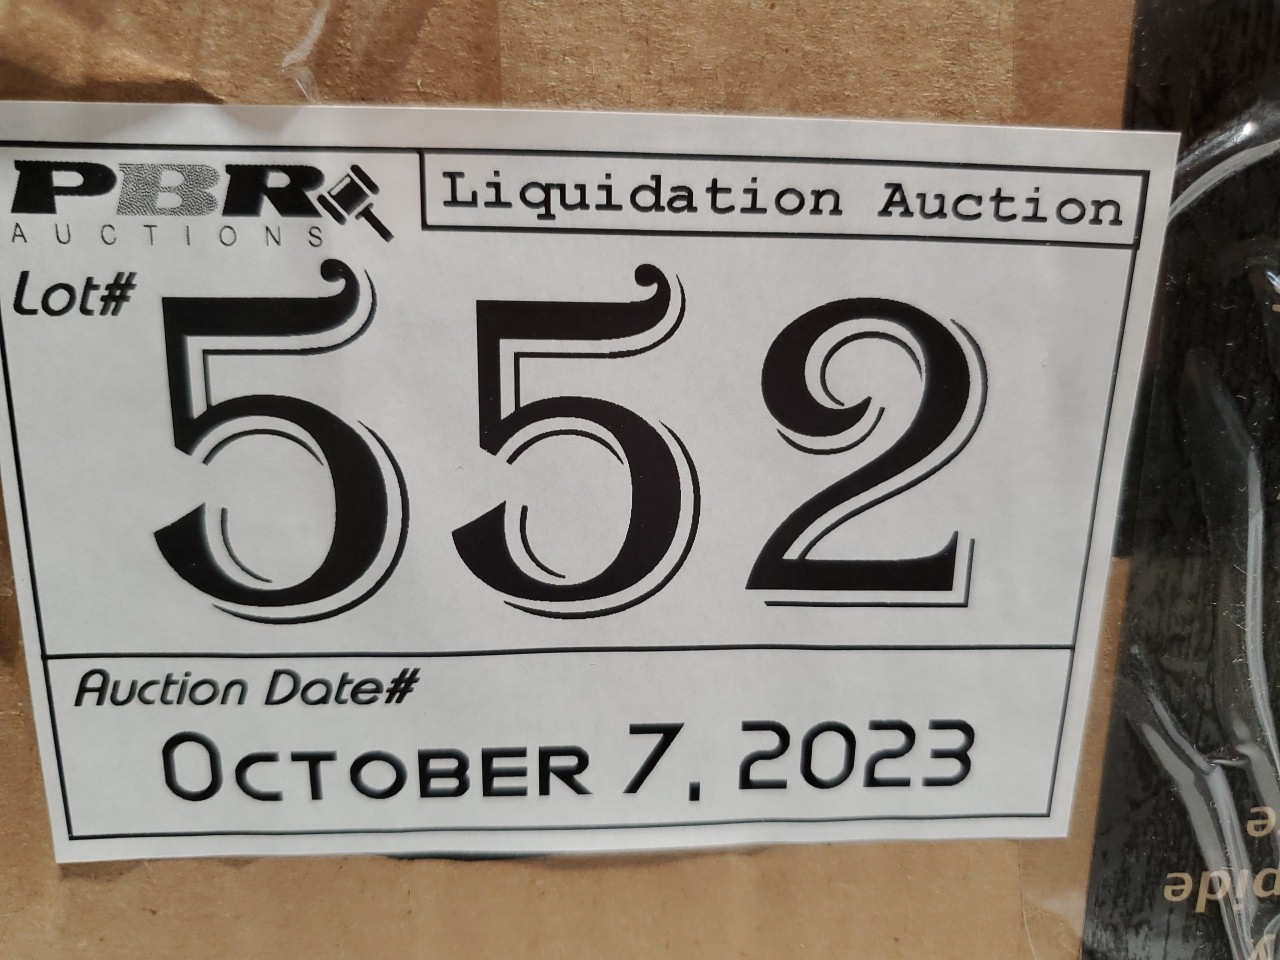 PBR
AUCTIONS
Liquidation Auction
Lot#
552
Auction Date#
October 7, 2023